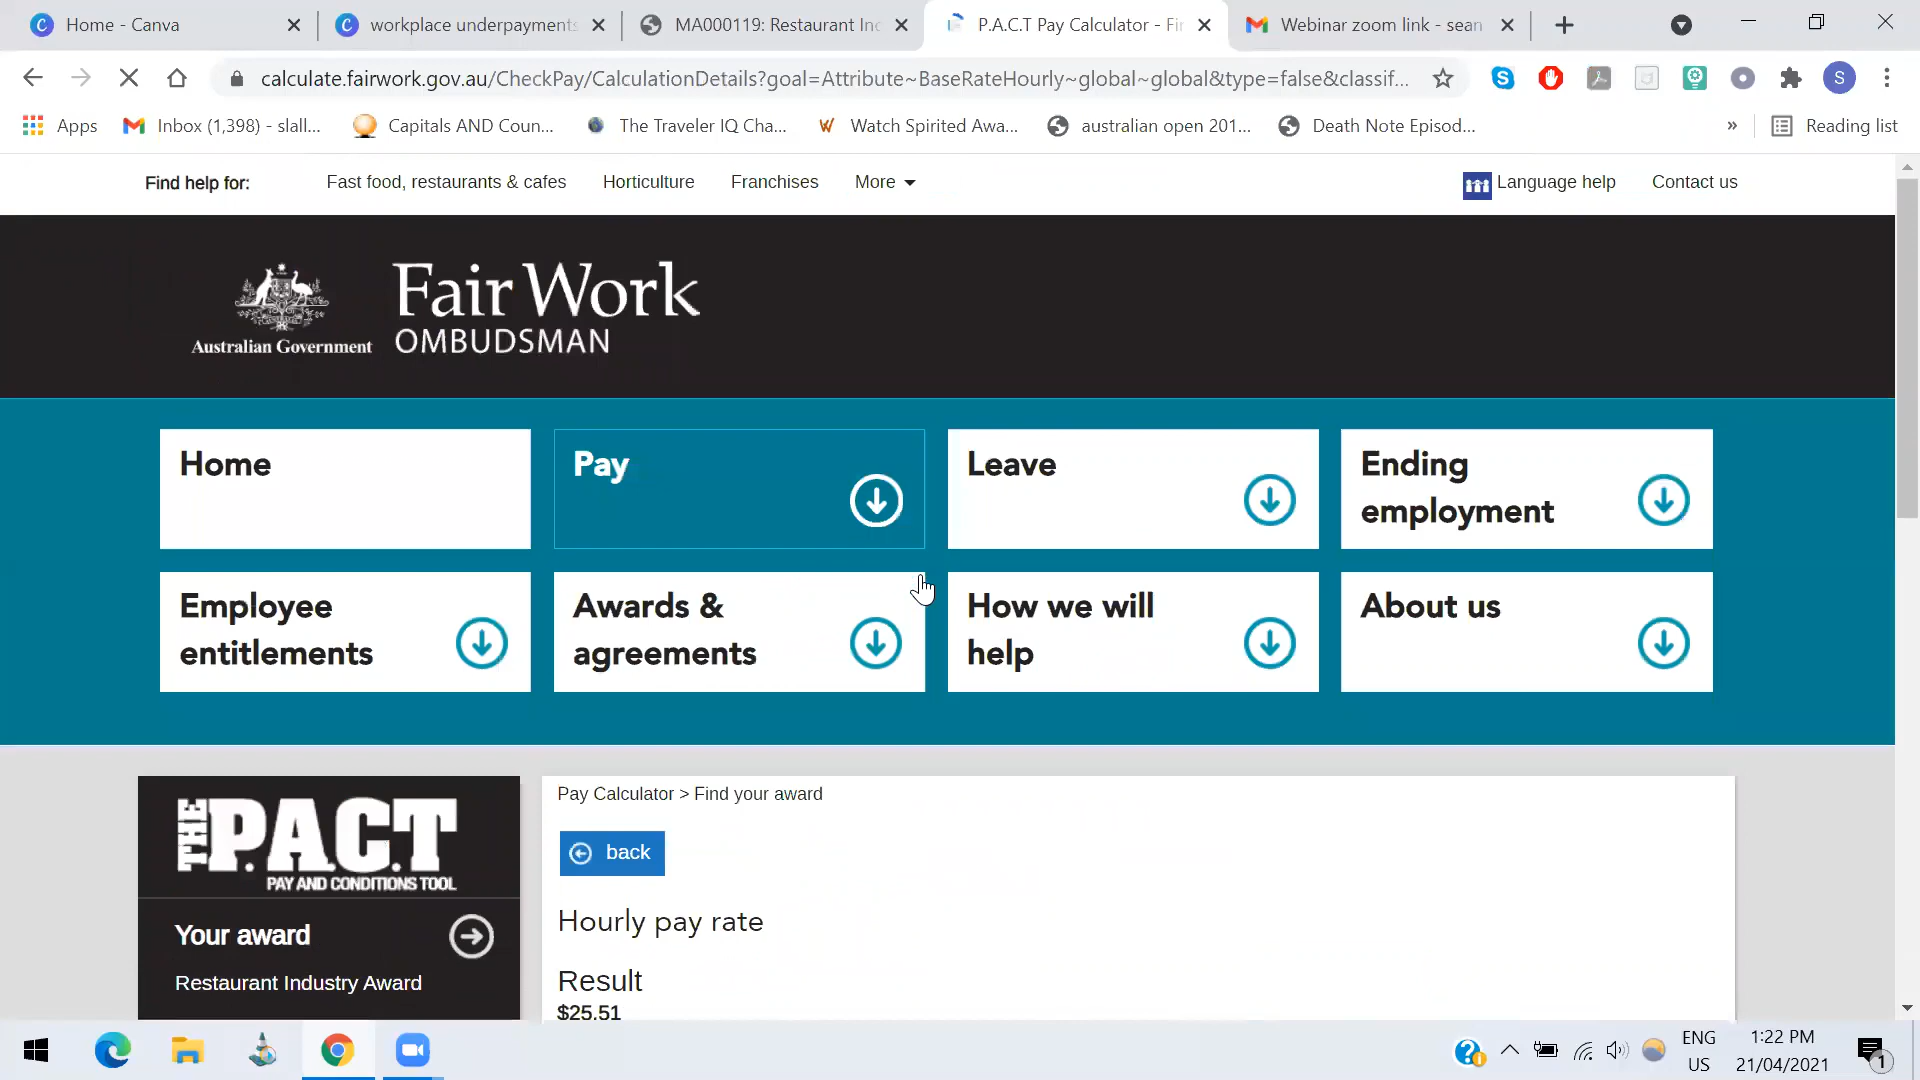 Home - Canva
workplace underpayments
MA000119: Restaurant Inc
P.A.C.T Pay Calculator - Fin
Webinar zoom link - sean
calculate.fairwork.gov.au/CheckPay/CalculationDetails?goal=Attribute~BaseRateHourly~global~global&type=false&classif...
S
Apps
Inbox (1,398) - slall...
Capitals AND Coun...
The Traveler IQ Cha...
Watch Spirited Awa...
australian open 201...
Death Note Episod...
»
Reading list
Find help for:
Fast food, restaurants & cafes
Horticulture
Franchises
More
Language help
Contact us
Australian Government
Fair Work
OMBUDSMAN
Home
Pay
Leave
Ending
employment
Employee
entitlements
Awards &
agreements
How we will
help
About us
THE P.A.C.T
PAY AND CONDITIONS TOOL
Your award
Restaurant Industry Award
Pay Calculator > Find your award
back
Hourly pay rate
Result
$25.51
ENG
US
1:22 PM
21/04/2021
1